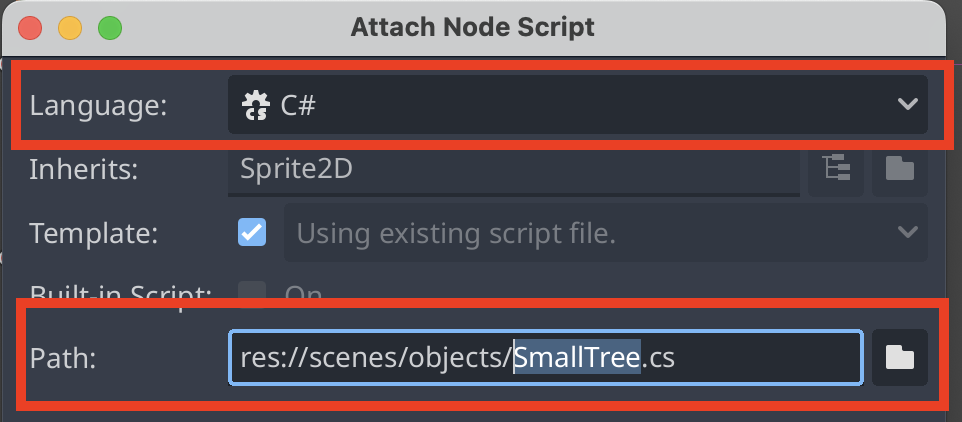 Attach Node Script
Language: C#
Inherits: Sprite2D
Template: Using existing script file.
Built-in Script: On
Path: res://scenes/objects/SmallTree.cs